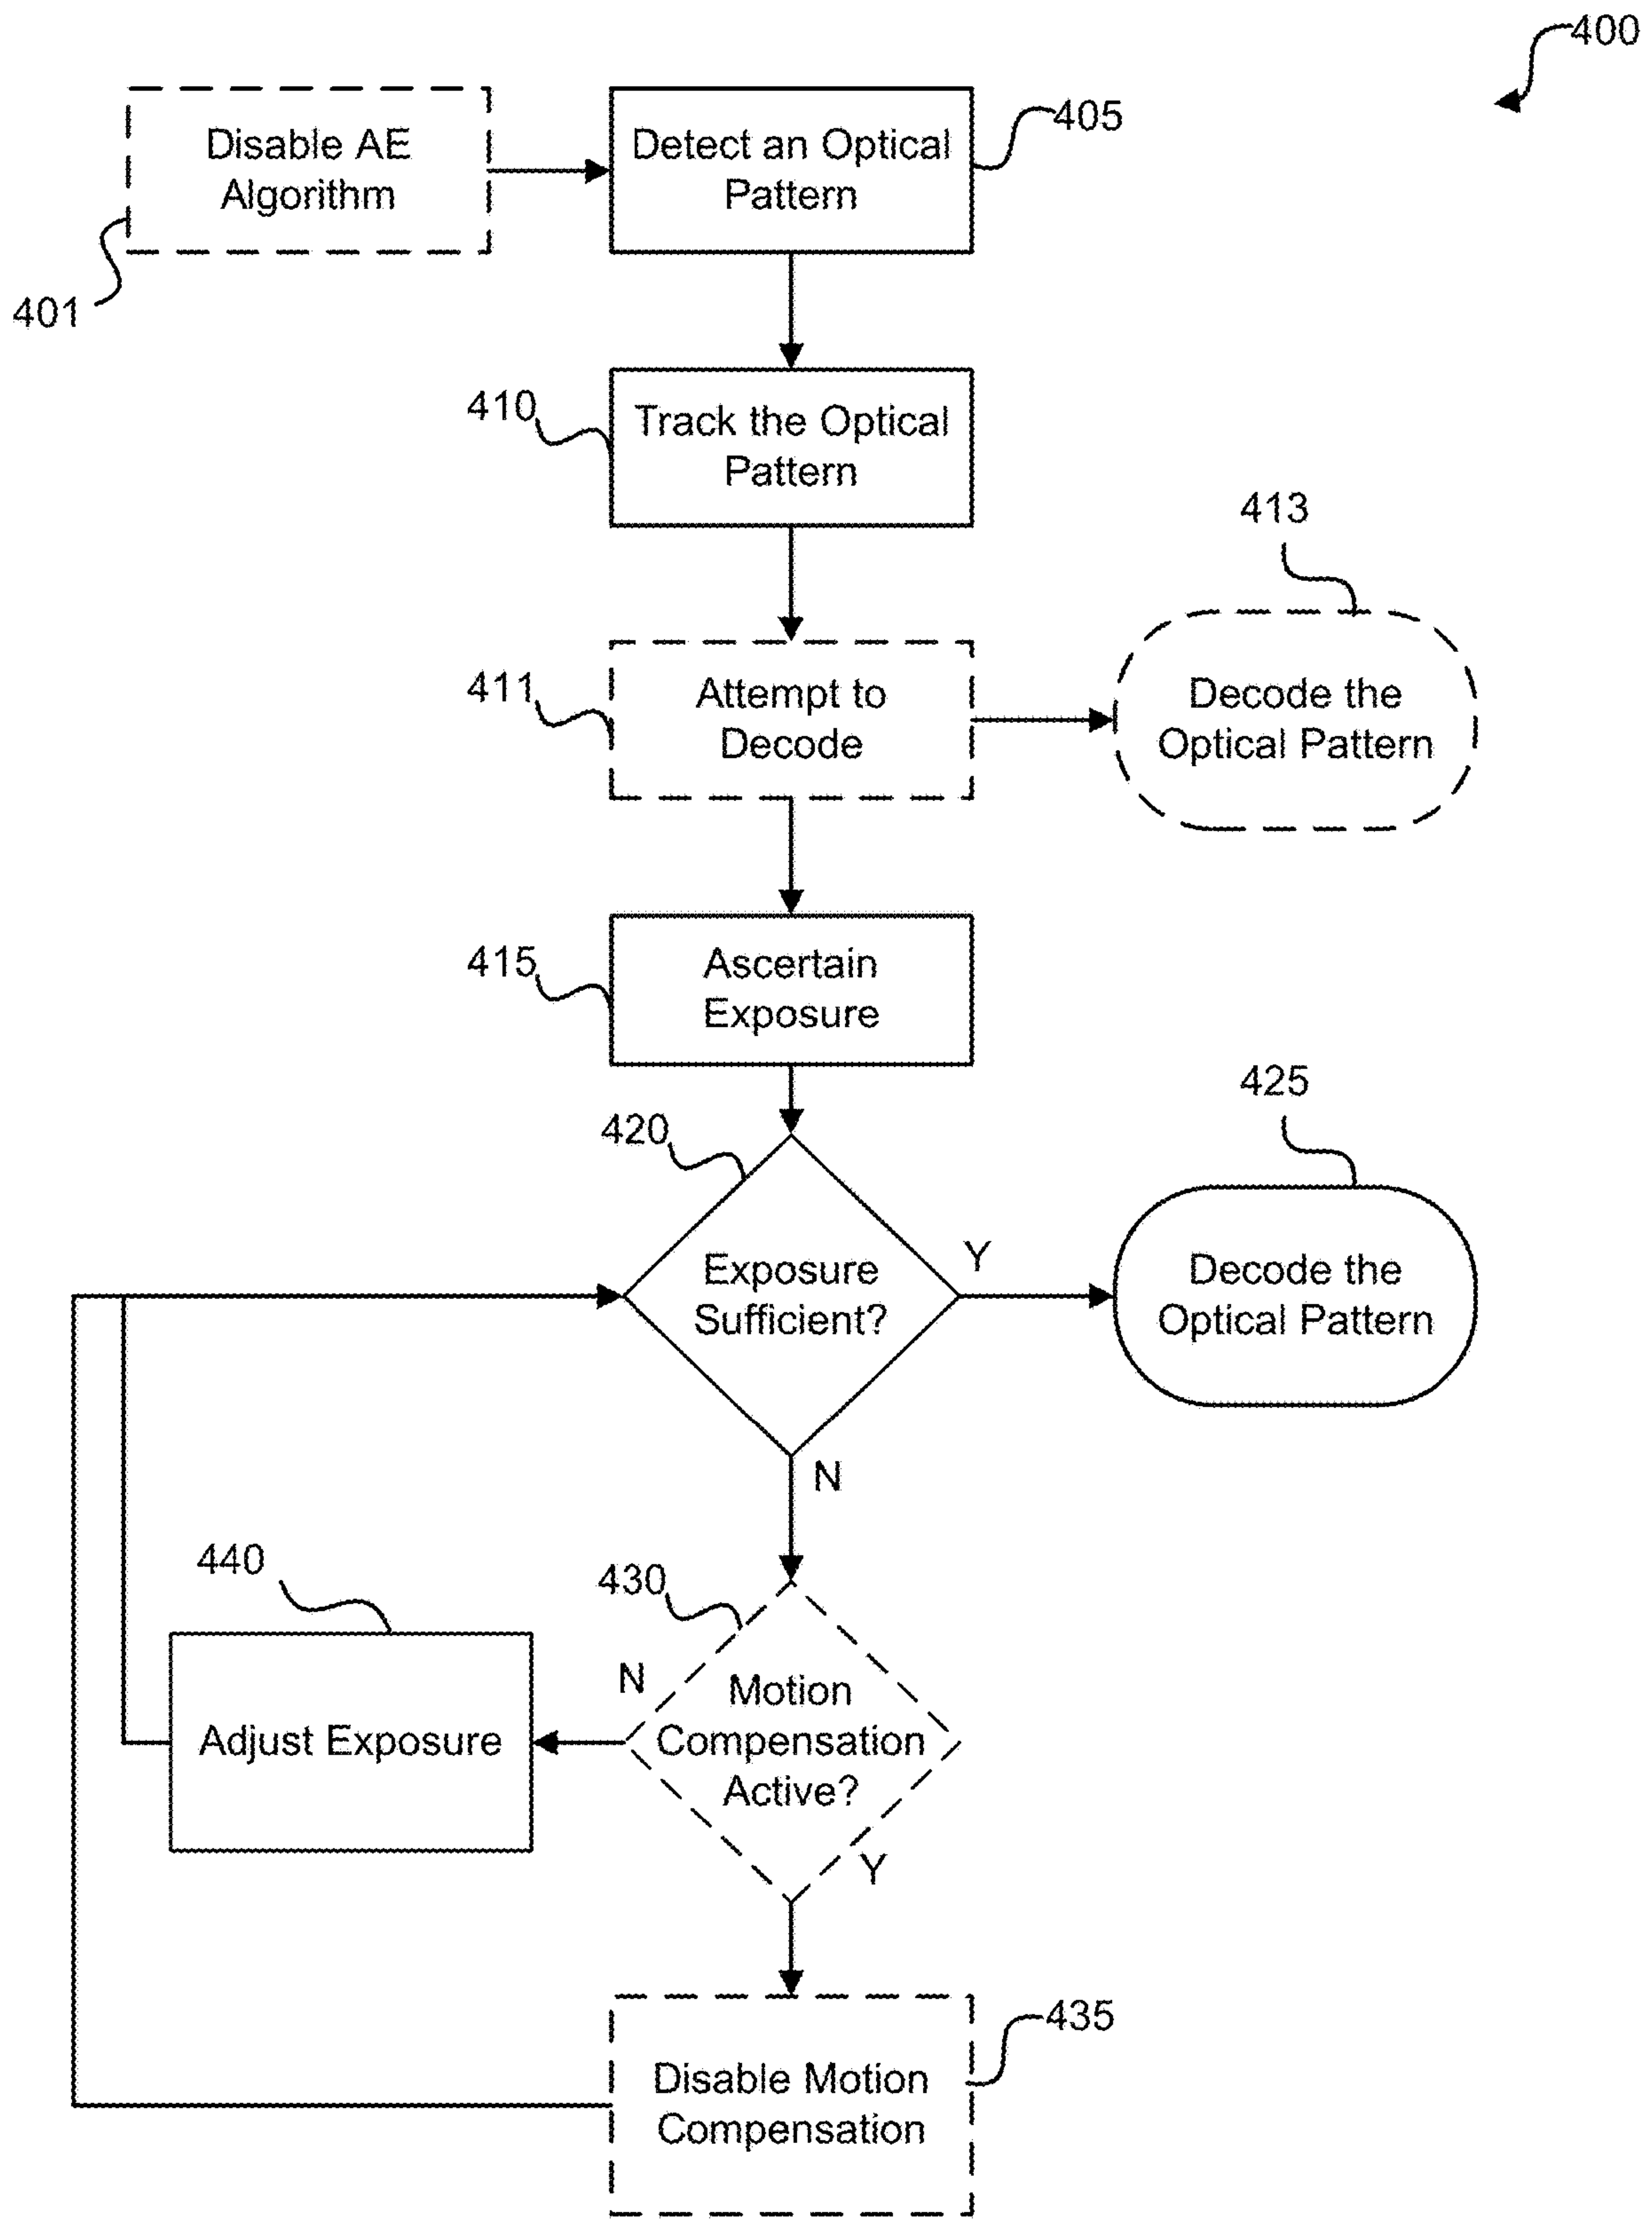 400
Disable AE
Algorithm
401
Detect an Optical
Pattern
405
410
Track the Optical
Pattern
411
Attempt to
Decode
413
Decode the
Optical Pattern
415
Ascertain
Exposure
420
Exposure
Sufficient?
Y
425
Decode the
Optical Pattern
N
430
Motion
Compensation
Active?
N
440
Adjust Exposure
Y
435
Disable Motion
Compensation